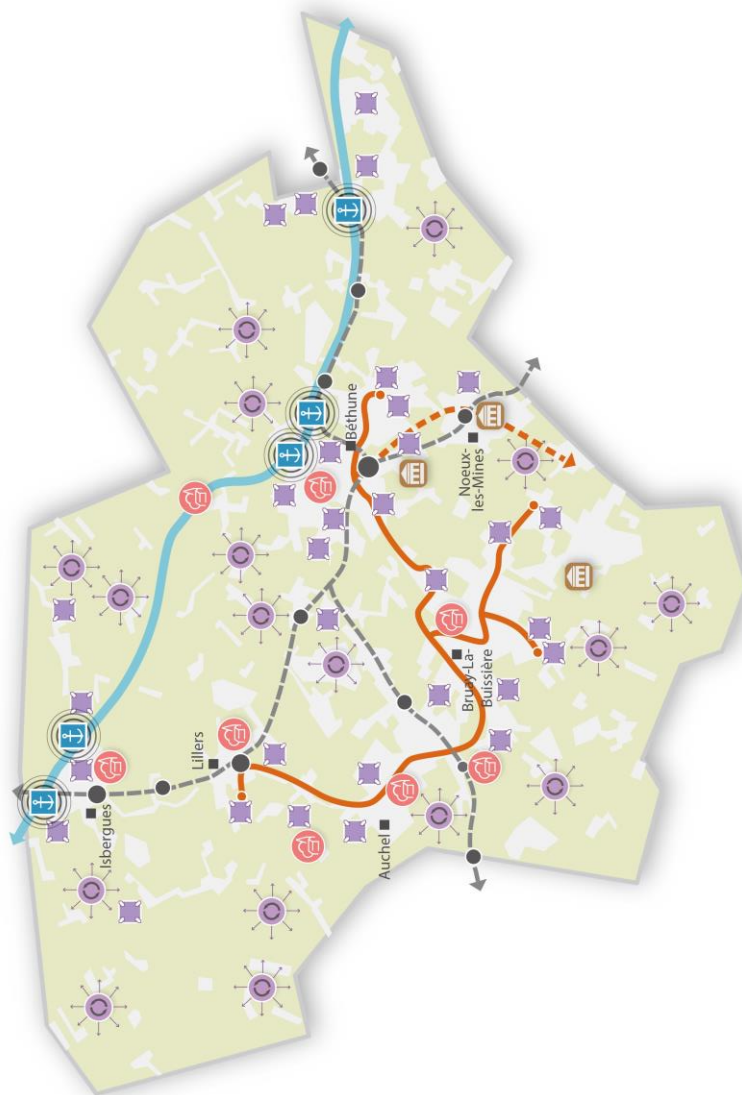 Isbergues
Lillers
Auchel
Bruay-La-
Buissière
Béthune
Noeux-
les-Mines